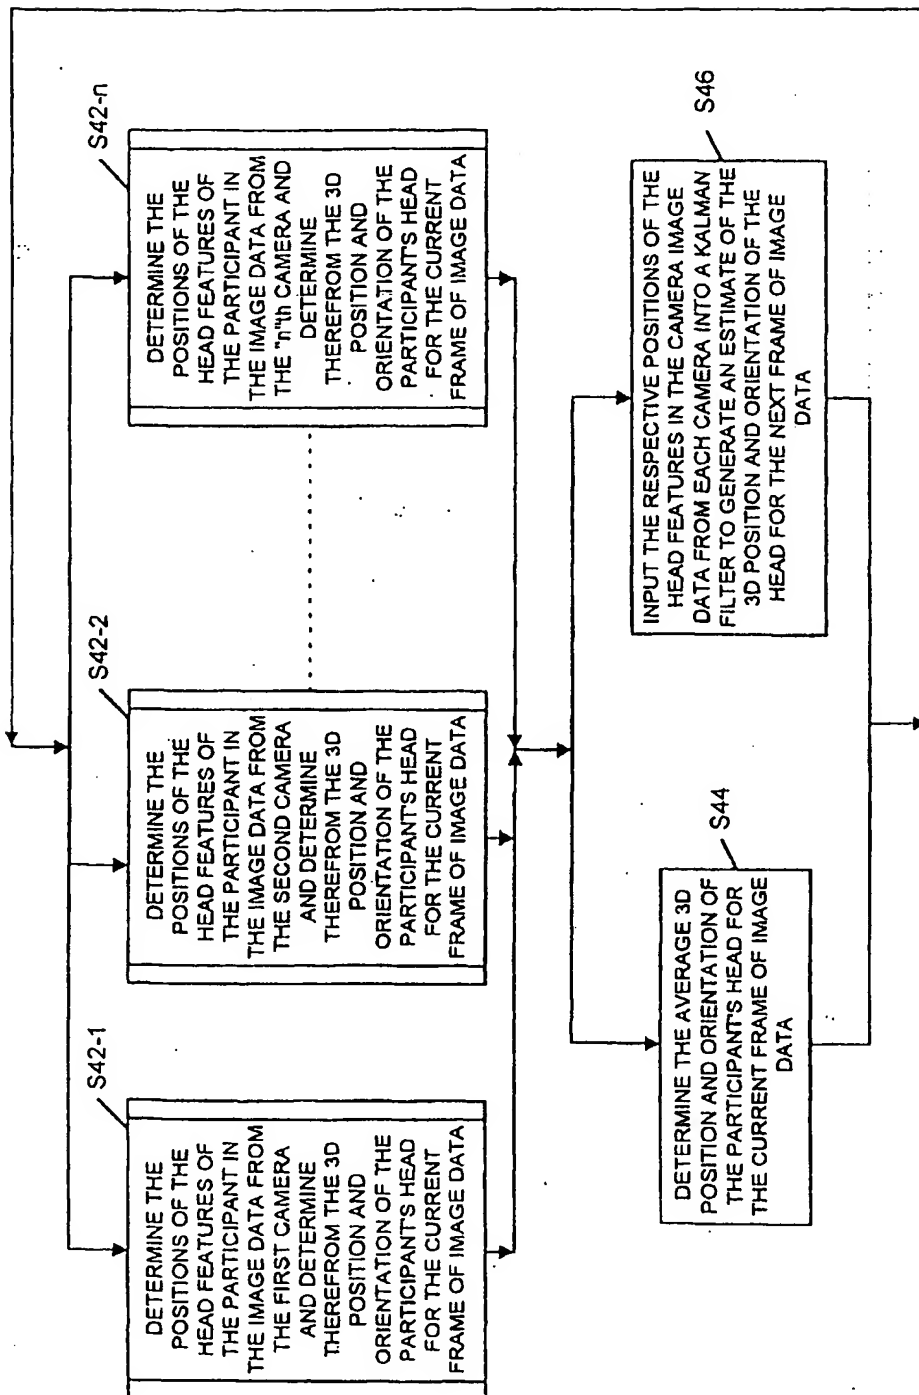 S42-1
DETERMINE THE
POSITIONS OF THE
HEAD FEATURES OF
THE PARTICIPANT IN
THE IMAGE DATA FROM
THE FIRST CAMERA
AND DETERMINE
THEREFROM THE 3D
POSITION AND
ORIENTATION OF THE
PARTICIPANT'S HEAD
FOR THE CURRENT
FRAME OF IMAGE DATA
S42-2
DETERMINE THE
POSITIONS OF THE
HEAD FEATURES OF
THE PARTICIPANT IN
THE IMAGE DATA FROM
THE SECOND CAMERA
AND DETERMINE
THEREFROM THE 3D
POSITION AND
ORIENTATION OF THE
PARTICIPANT'S HEAD
FOR THE CURRENT
FRAME OF IMAGE DATA
S42-n
DETERMINE THE
POSITIONS OF THE
HEAD FEATURES OF
THE PARTICIPANT IN
THE IMAGE DATA FROM
THE "n"th CAMERA AND
DETERMINE
THEREFROM THE 3D
POSITION AND
ORIENTATION OF THE
PARTICIPANT'S HEAD
FOR THE CURRENT
FRAME OF IMAGE DATA
S44
DETERMINE THE AVERAGE 3D
POSITION AND ORIENTATION OF
THE PARTICIPANT'S HEAD FOR
THE CURRENT FRAME OF IMAGE
DATA
S46
INPUT THE RESPECTIVE POSITIONS OF THE
HEAD FEATURES IN THE CAMERA IMAGE
DATA FROM EACH CAMERA INTO A KALMAN
FILTER TO GENERATE AN ESTIMATE OF THE
3D POSITION AND ORIENTATION OF THE
HEAD FOR THE NEXT FRAME OF IMAGE
DATA